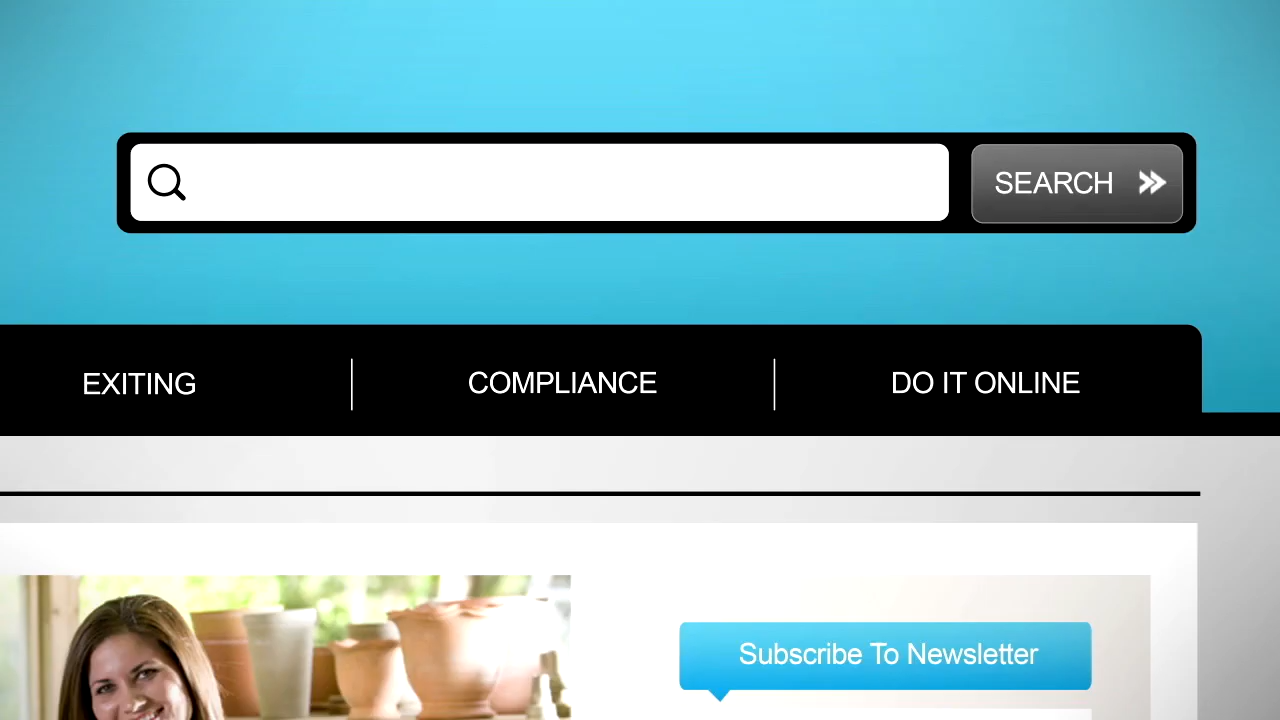 SEARCH
EXITING
COMPLIANCE
DO IT ONLINE
Subscribe To Newsletter